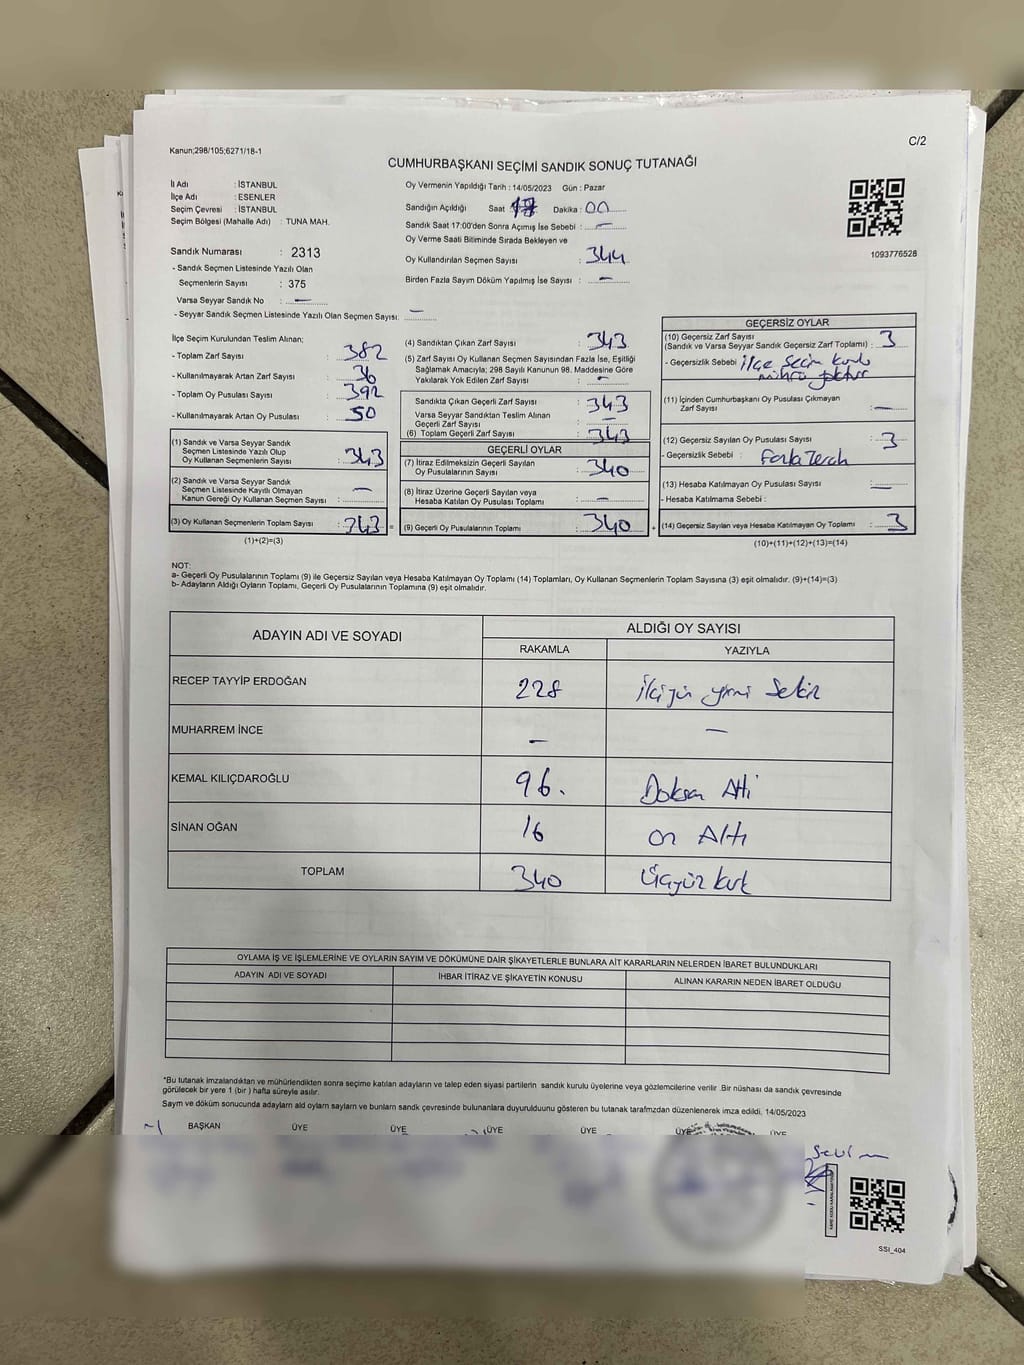 C/2
Kanun;298/105;6271/18-1
CUMHURBAŞKANI SEÇİMİ SANDIK SONUÇ TUTANAĞI
İl Adı : İSTANBUL
İlçe Adı : ESENLER
Seçim Çevresi : İSTANBUL
Seçim Bölgesi (Mahalle Adı) : TUNA MAH.
Sandık Numarası : 2313
- Sandık Seçmen Listesinde Yazılı Olan
Seçmenlerin Sayısı : 375
Varsa Seyyar Sandık No : —
- Seyyar Sandık Seçmen Listesinde Yazılı Olan Seçmen Sayısı: —
Oy Vermenin Yapıldığı Tarih : 14/05/2023 Gün : Pazar
Sandığın Açıldığı Saat 17 Dakika : 00
Sandık Saat 17:00'den Sonra Açımış İse Sebebi : —
Oy Verme Saati Bitiminde Sırada Bekleyen ve
Oy Kullandırılan Seçmen Sayısı : 344
Birden Fazla Sayım Döküm Yapılmış İse Sayısı : —
1093776528
İlçe Seçim Kurulundan Teslim Alınan;
- Toplam Zarf Sayısı : 382
- Kullanılmayarak Artan Zarf Sayısı : 36
- Toplam Oy Pusulası Sayısı : 392
- Kullanılmayarak Artan Oy Pusulası : 50
(1) Sandık ve Varsa Seyyar Sandık
Seçmen Listesinde Yazılı Olup
Oy Kullanan Seçmenlerin Sayısı : 343
(2) Sandık ve Varsa Seyyar Sandık
Seçmen Listesinde Kayıtlı Olmayan
Kanun Gereği Oy Kullanan Seçmen Sayısı : —
(3) Oy Kullanan Seçmenlerin Toplam Sayısı : 343 =
(1)+(2)=(3)
(4) Sandıktan Çıkan Zarf Sayısı : 343
(5) Zarf Sayısı Oy Kullanan Seçmen Sayısından Fazla İse, Eşitliği
Sağlamak Amacıyla; 298 Sayılı Kanunun 98. Maddesine Göre
Yakılarak Yok Edilen Zarf Sayısı : —
Sandıkta Çıkan Geçerli Zarf Sayısı : 343
Varsa Seyyar Sandıktan Teslim Alınan
Geçerli Zarf Sayısı : —
(6) Toplam Geçerli Zarf Sayısı : 343
GEÇERLİ OYLAR
(7) İtiraz Edilmeksizin Geçerli Sayılan
Oy Pusulalarının Sayısı : 340
(8) İtiraz Üzerine Geçerli Sayılan veya
Hesaba Katılan Oy Pusulası Toplamı : —
(9) Geçerli Oy Pusulalarının Toplamı : 340 +
GEÇERSİZ OYLAR
(10) Geçersiz Zarf Sayısı
(Sandık ve Varsa Seyyar Sandık Geçersiz Zarf Toplamı) : 3
- Geçersizlik Sebebi : ilçe Seçim kurulu
mührü yoktur
(11) İçinden Cumhurbaşkanı Oy Pusulası Çıkmayan
Zarf Sayısı : —
(12) Geçersiz Sayılan Oy Pusulası Sayısı : 3
- Geçersizlik Sebebi : Fazla Tercih
(13) Hesaba Katılmayan Oy Pusulası Sayısı : —
- Hesaba Katılmama Sebebi :
(14) Geçersiz Sayılan veya Hesaba Katılmayan Oy Toplamı : 3
(10)+(11)+(12)+(13)=(14)
NOT:
a- Geçerli Oy Pusulalarının Toplamı (9) ile Geçersiz Sayılan veya Hesaba Katılmayan Oy Toplamı (14) Toplamları, Oy Kullanan Seçmenlerin Toplam Sayısına (3) eşit olmalıdır. (9)+(14)=(3)
b- Adayların Aldığı Oyların Toplamı, Geçerli Oy Pusulalarının Toplamına (9) eşit olmalıdır.
ADAYIN ADI VE SOYADI
ALDIĞI OY SAYISI
RAKAMLA YAZIYLA
RECEP TAYYİP ERDOĞAN 228 İkiyüz yirmi Sekiz
MUHARREM İNCE — —
KEMAL KILIÇDAROĞLU 96. Doksan Altı
SİNAN OĞAN 16 on Altı
TOPLAM 340 Üçyüz kırk
OYLAMA İŞ VE İŞLEMLERİNE VE OYLARIN SAYIM VE DÖKÜMÜNE DAİR ŞİKAYETLERLE BUNLARA AİT KARARLARIN NELERDEN İBARET BULUNDUKLARI
ADAYIN ADI VE SOYADI İHBAR İTİRAZ VE ŞİKAYETİN KONUSU ALINAN KARARIN NEDEN İBARET OLDUĞU
*Bu tutanak imzalandıktan ve mühürlendikten sonra seçime katılan adayların ve talep eden siyasi partilerin sandık kurulu üyelerine veya gözlemcilerine verilir .Bir nüshası da sandık çevresinde
görülecek bir yere 1 (bir ) hafta süreyle asılır.
Sayım ve döküm sonucunda adayların ald oyların sayları ve bunların sandk çevresinde bulunanlara duyurulduunu gösteren bu tutanak tarafmzdan düzenlenerek imza edildi. 14/05/2023
BAŞKAN ÜYE ÜYE ÜYE ÜYE ÜYE ÜYE
SSI_404